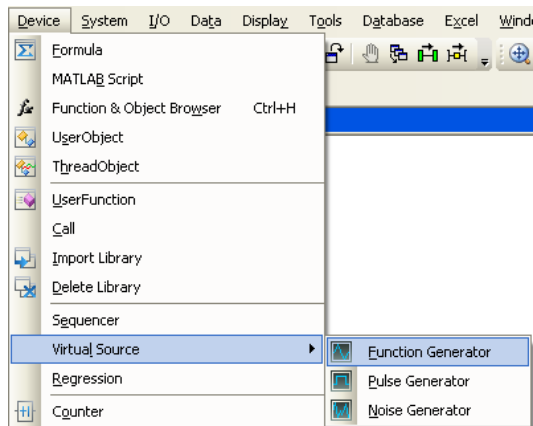 Device System I/O Data Display Tools Database Excel
Formula
MATLAB Script
Function & Object Browser Ctrl+H
UserObject
ThreadObject
UserFunction
Call
Import Library
Delete Library
Sequencer
Virtual Source
Function Generator
Regression
Pulse Generator
Counter
Noise Generator